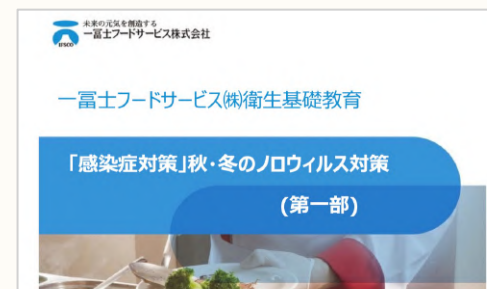 未来の元気を創造する
一冨士フードサービス株式会社
IFSCO
一冨士フードサービス㈱衛生基礎教育
「感染症対策」秋・冬のノロウィルス対策
(第一部)